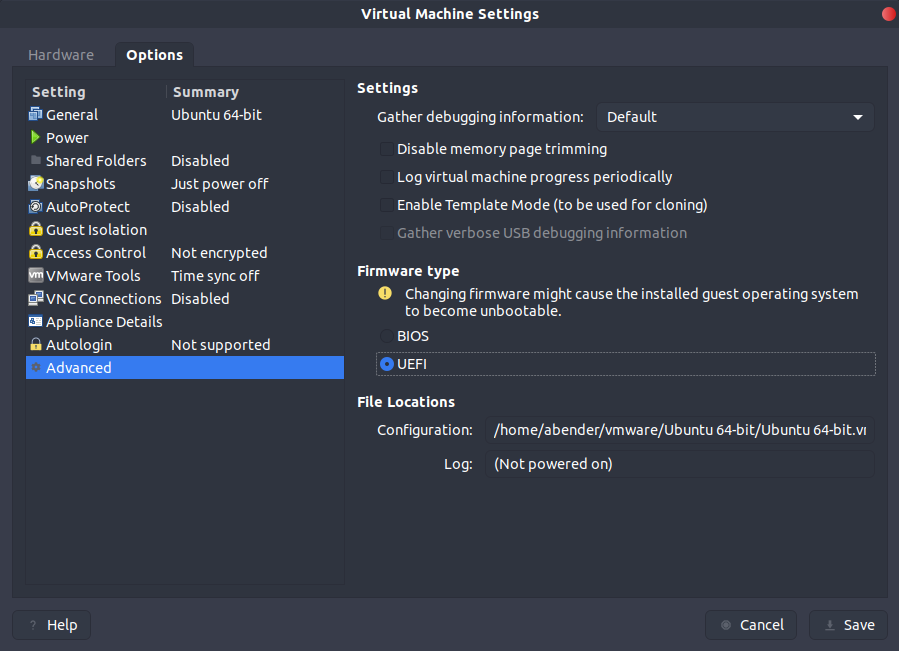 Virtual Machine Settings
Hardware Options
Setting Summary
General Ubuntu 64-bit
Power
Shared Folders Disabled
Snapshots Just power off
AutoProtect Disabled
Guest Isolation
Access Control Not encrypted
vm VMware Tools Time sync off
VNC Connections Disabled
Appliance Details
Autologin Not supported
Advanced
Settings
Gather debugging information: Default
Disable memory page trimming
Log virtual machine progress periodically
Enable Template Mode (to be used for cloning)
Gather verbose USB debugging information
Firmware type
Changing firmware might cause the installed guest operating system
to become unbootable.
BIOS
UEFI
File Locations
Configuration: /home/abender/vmware/Ubuntu 64-bit/Ubuntu 64-bit.vm
Log: (Not powered on)
? Help
Cancel
Save